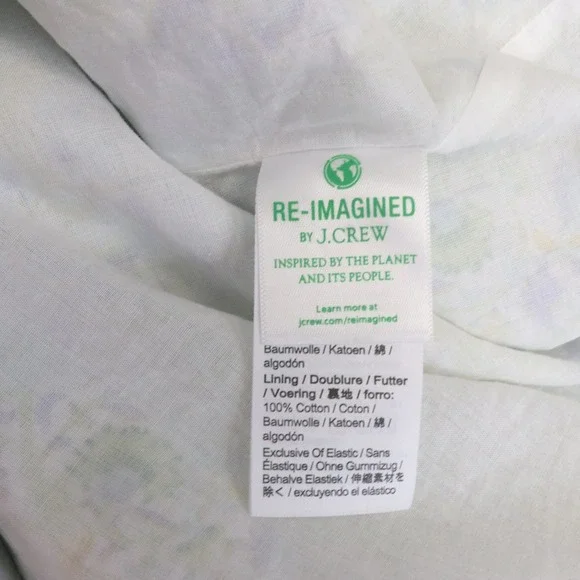 RE-IMAGINED
BY J.CREW
INSPIRED BY THE PLANET
AND ITS PEOPLE.
Learn more at
jcrew.com/reimagined
Baumwolle / Katoen / 綿 /
algodón
Lining / Doublure / Futter
/ Voering / 裏地 / forro:
100% Cotton / Coton /
Baumwolle / Katoen / 綿 /
algodón
Exclusive Of Elastic / Sans
Élastique / Ohne Gummizug /
Behalve Elastiek / 伸縮素材を
除く / excluyendo el elástico